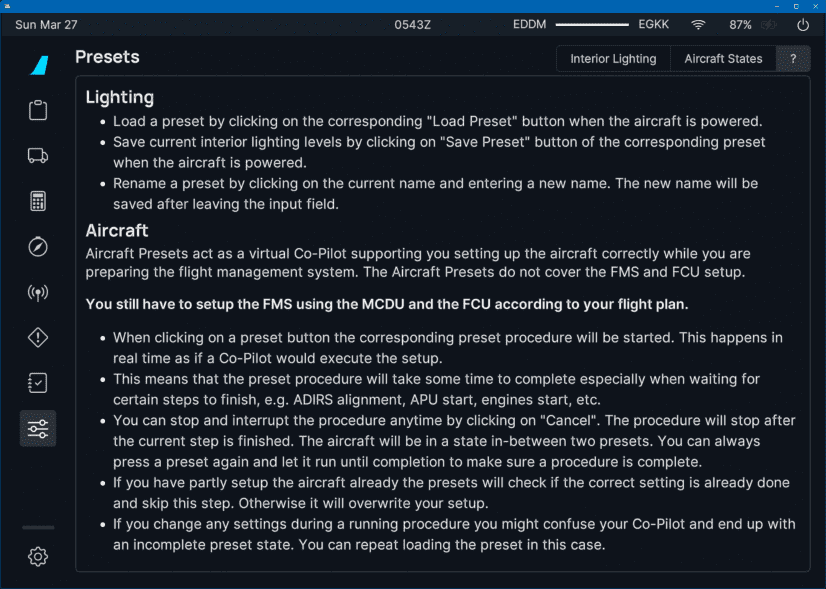 Sun Mar 27
0543Z
EDDM
EGKK
87%
Presets
Interior Lighting
Aircraft States
?
Lighting
• Load a preset by clicking on the corresponding "Load Preset" button when the aircraft is powered.
• Save current interior lighting levels by clicking on "Save Preset" button of the corresponding preset
when the aircraft is powered.
• Rename a preset by clicking on the current name and entering a new name. The new name will be
saved after leaving the input field.
Aircraft
Aircraft Presets act as a virtual Co-Pilot supporting you setting up the aircraft correctly while you are
preparing the flight management system. The Aircraft Presets do not cover the FMS and FCU setup.
You still have to setup the FMS using the MCDU and the FCU according to your flight plan.
• When clicking on a preset button the corresponding preset procedure will be started. This happens in
real time as if a Co-Pilot would execute the setup.
• This means that the preset procedure will take some time to complete especially when waiting for
certain steps to finish, e.g. ADIRS alignment, APU start, engines start, etc.
• You can stop and interrupt the procedure anytime by clicking on "Cancel". The procedure will stop after
the current step is finished. The aircraft will be in a state in-between two presets. You can always
press a preset again and let it run until completion to make sure a procedure is complete.
• If you have partly setup the aircraft already the presets will check if the correct setting is already done
and skip this step. Otherwise it will overwrite your setup.
• If you change any settings during a running procedure you might confuse your Co-Pilot and end up with
an incomplete preset state. You can repeat loading the preset in this case.